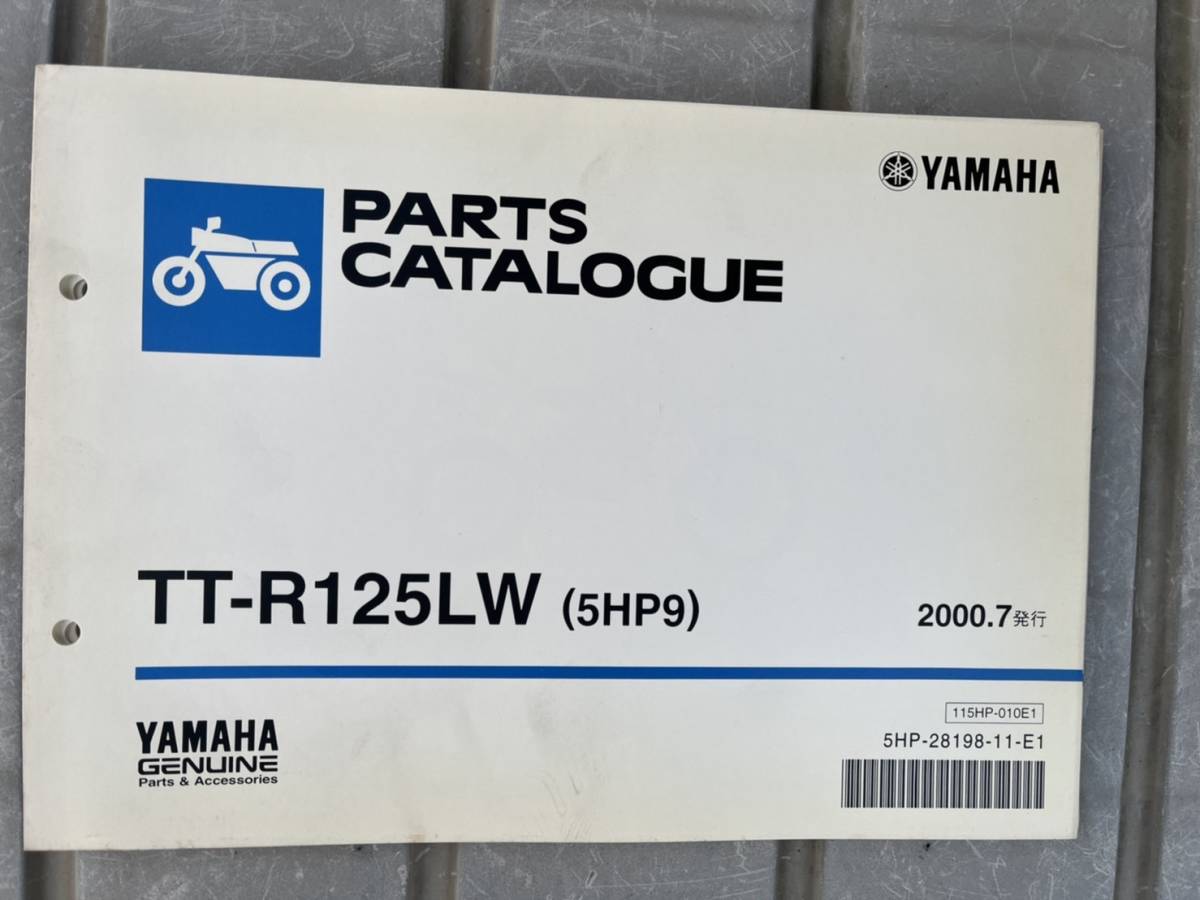 YAMAHA
PARTS
CATALOGUE
TT-R125LW (5HP9)
2000.7発行
115HP-010E1
5HP-28198-11-E1
YAMAHA
GENUINE
Parts & Accessories